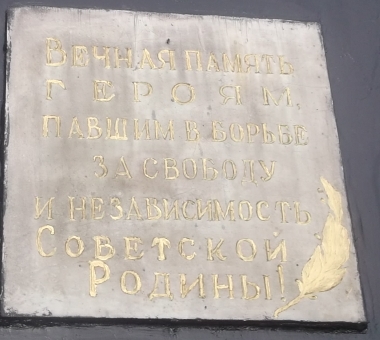 Вечная память
героям,
павшим в борьбе
за свободу
и независимость
Советской
Родины!